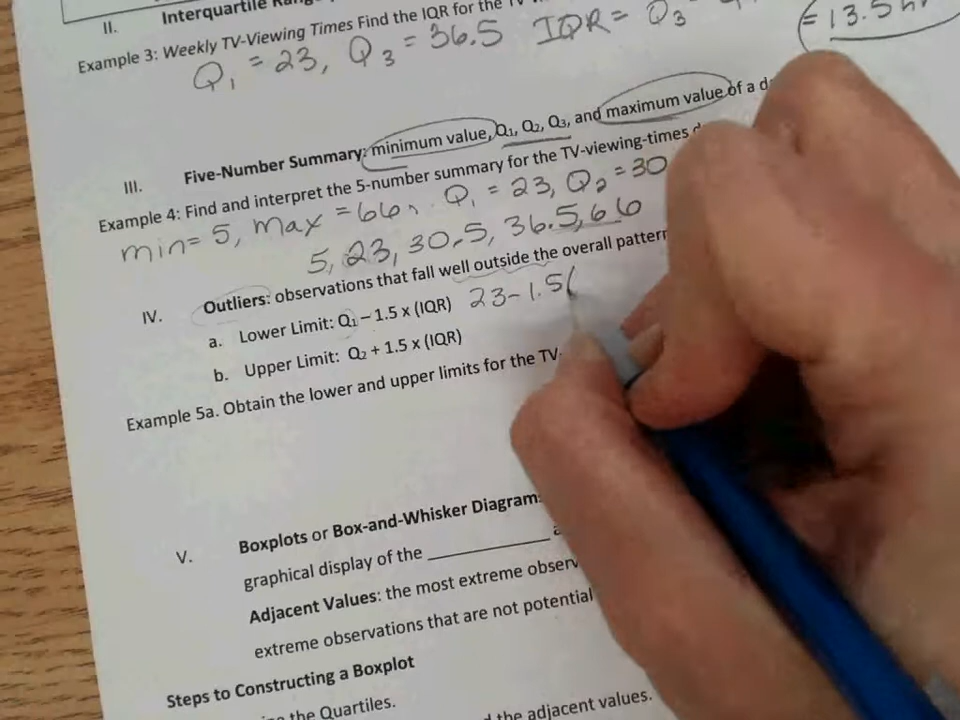 II. Interquartile
Example 3: Weekly TV-Viewing Times Find the IQR for the
Q1 = 23, Q3 = 36.5 IQR = Q3 -
= 13.5 hr
III. Five-Number Summary: minimum value, Q1, Q2, Q3, and maximum value of a
Example 4: Find and interpret the 5-number summary for the TV-viewing-times
min = 5, max = 66, Q1 = 23, Q2 = 30
5, 23, 30.5, 36.5, 66
IV. Outliers: observations that fall well outside the overall pattern
a. Lower Limit: Q1 – 1.5 x (IQR) 23-1.5(
b. Upper Limit: Q2 + 1.5 x (IQR)
Example 5a. Obtain the lower and upper limits for the TV-
V. Boxplots or Box-and-Whisker Diagrams
graphical display of the ____________
Adjacent Values: the most extreme
extreme observations that are not potential
Steps to Constructing a Boxplot
the Quartiles.
the adjacent values.